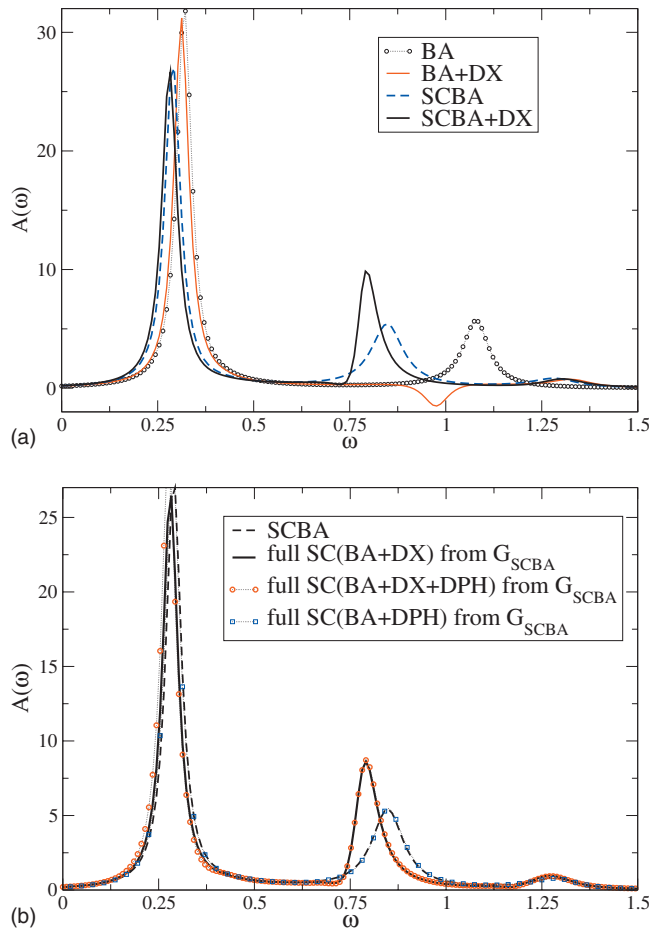 30
20
10
0
A(ω)
BA
BA+DX
SCBA
SCBA+DX
0 0.25 0.5 0.75 1 1.25 1.5
ω
(a)
25
20
15
10
5
0
A(ω)
SCBA
full SC(BA+DX) from G_SCBA
full SC(BA+DX+DPH) from G_SCBA
full SC(BA+DPH) from G_SCBA
0 0.25 0.5 0.75 1 1.25 1.5
ω
(b)